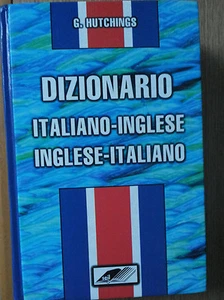 G. HUTCHINGS
DIZIONARIO
ITALIANO-INGLESE
INGLESE-ITALIANO